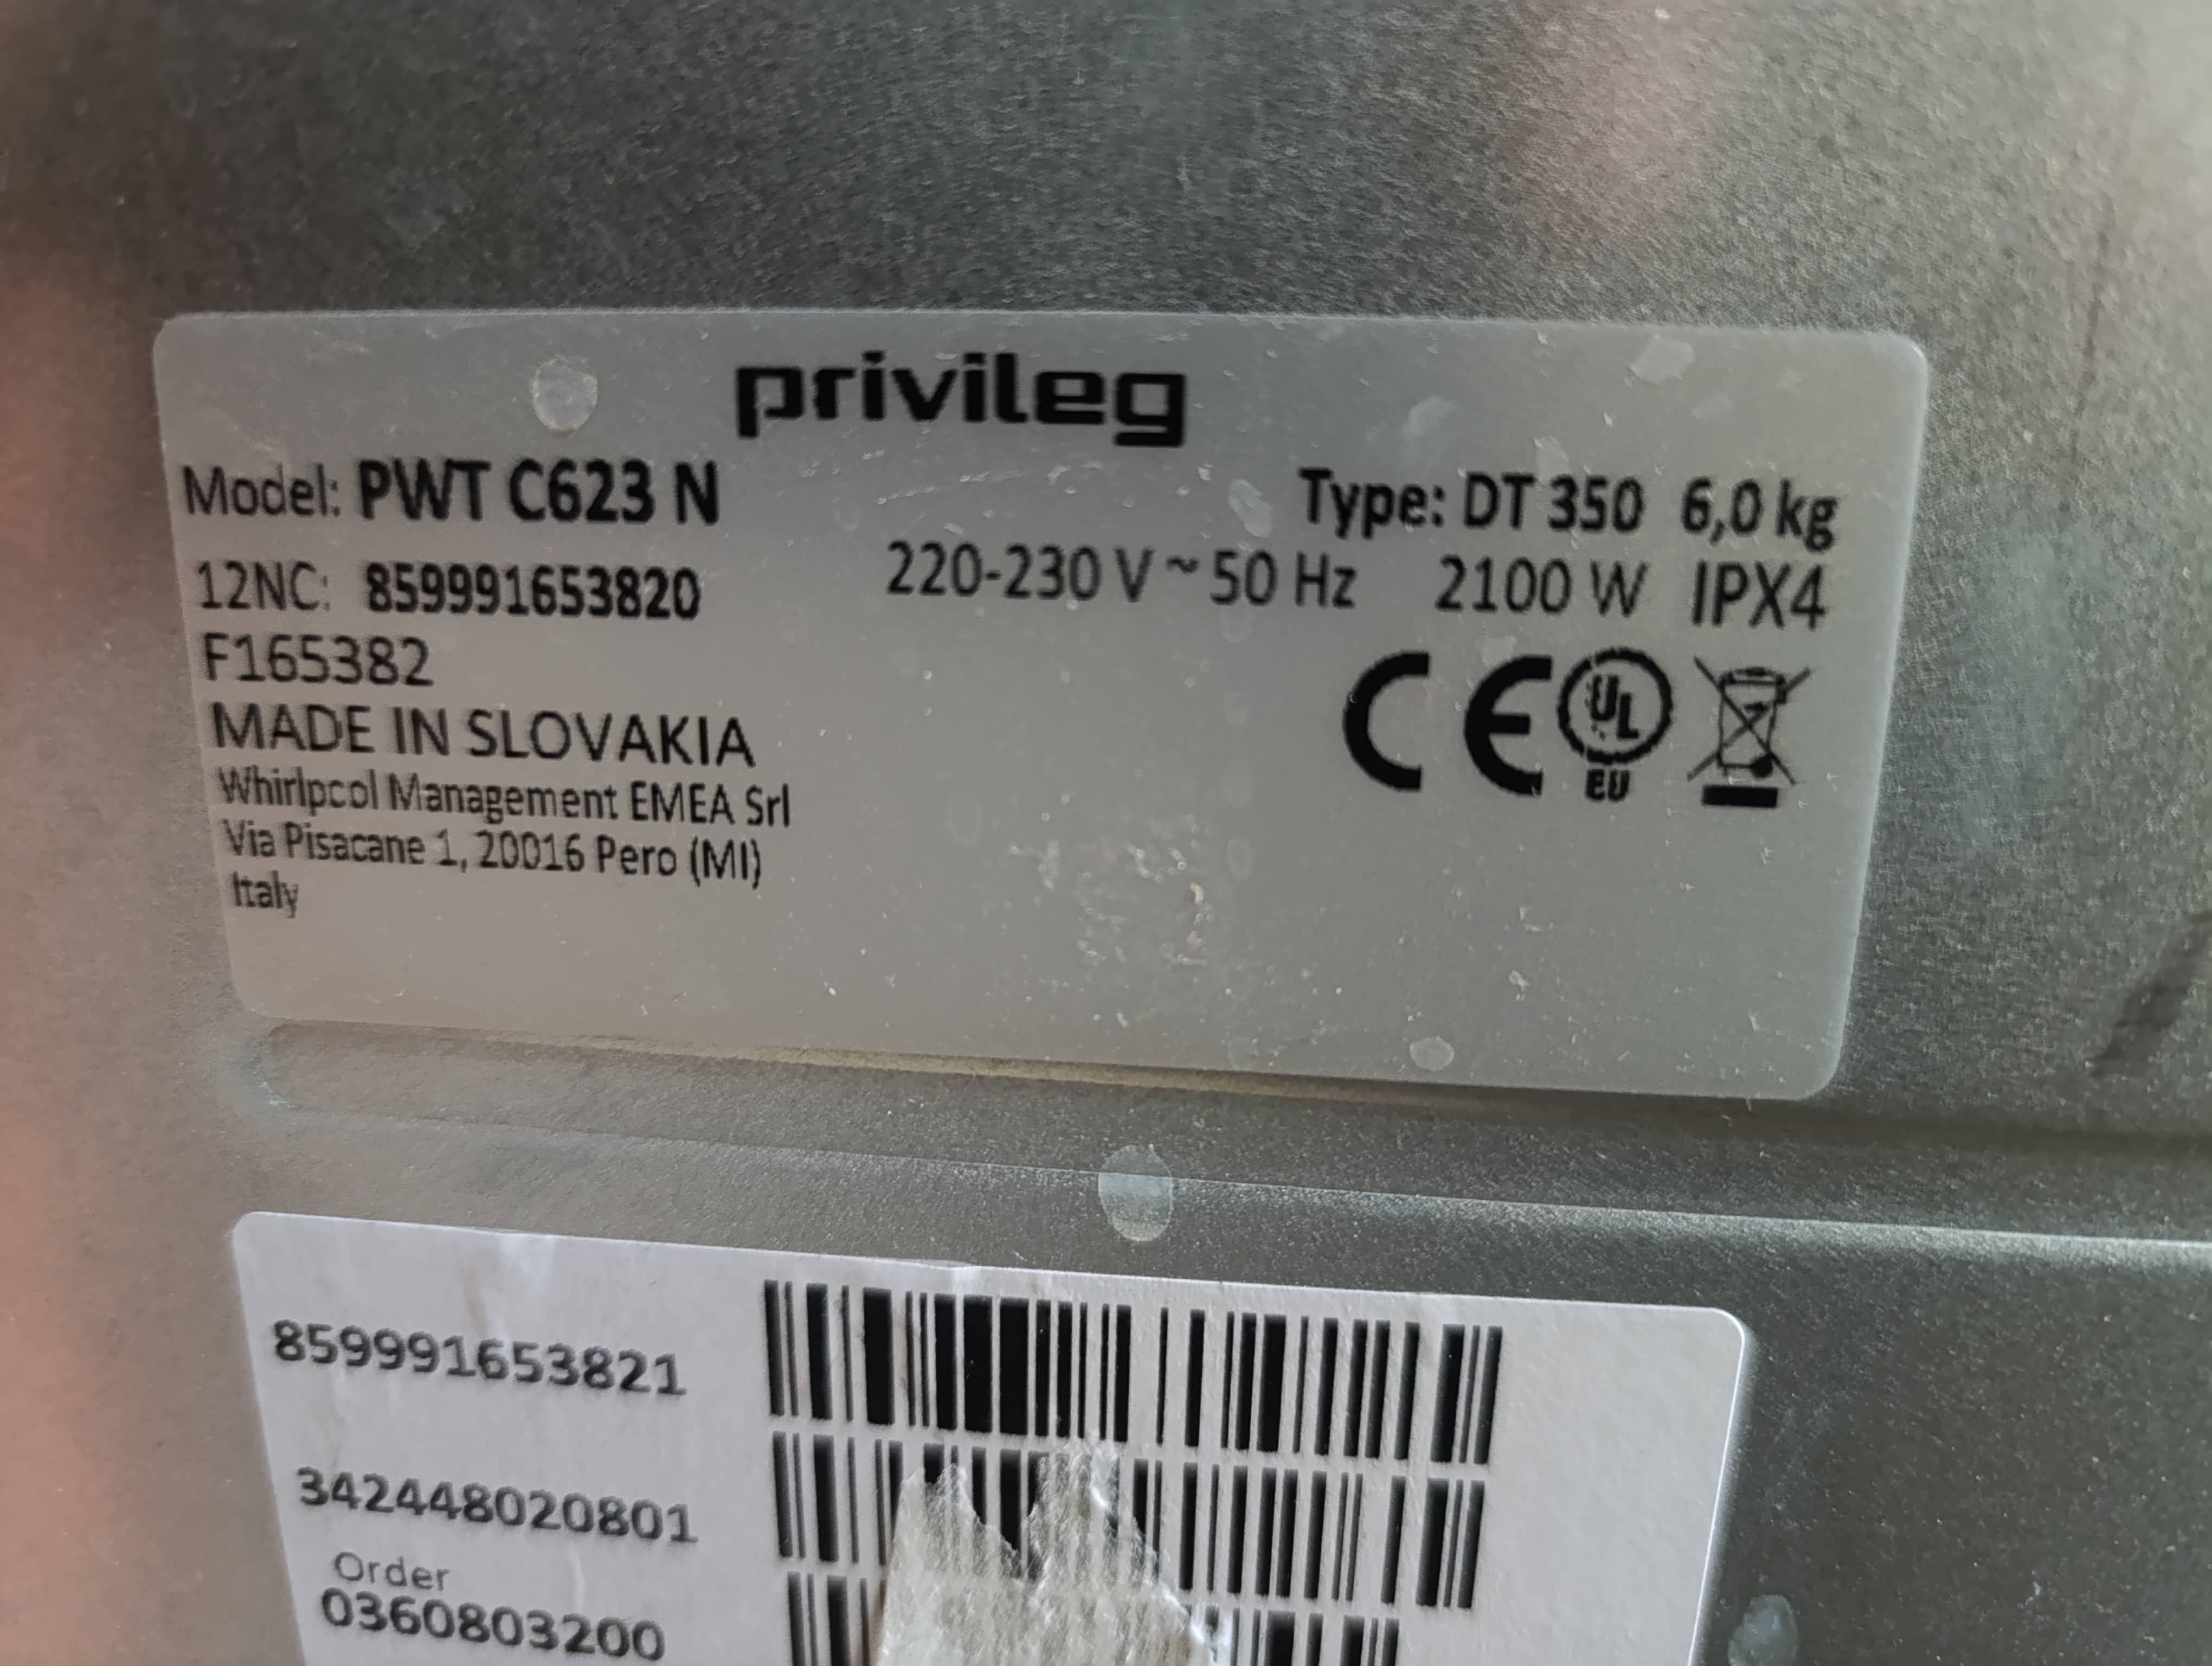 privileg
Model: PWT C623 N
Type: DT 350 6,0 kg
12NC: 859991653820
220-230 V ~ 50 Hz 2100 W IPX4
F165382
MADE IN SLOVAKIA
Whirlpool Management EMEA Srl
Via Pisacane 1, 20016 Pero (MI)
Italy
CE UL
EU
859991653821
342448020801
Order
0360803200